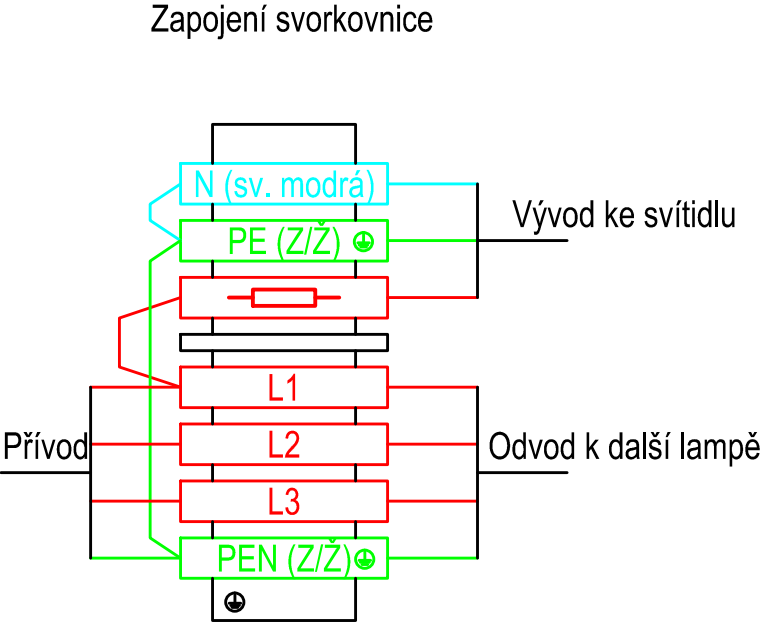 Zapojení svorkovnice
N (sv. modrá)
PE (Z/Ž)
Vývod ke svítidlu
L1
L2
Přívod
Odvod k další lampě
L3
PEN (Z/Ž)